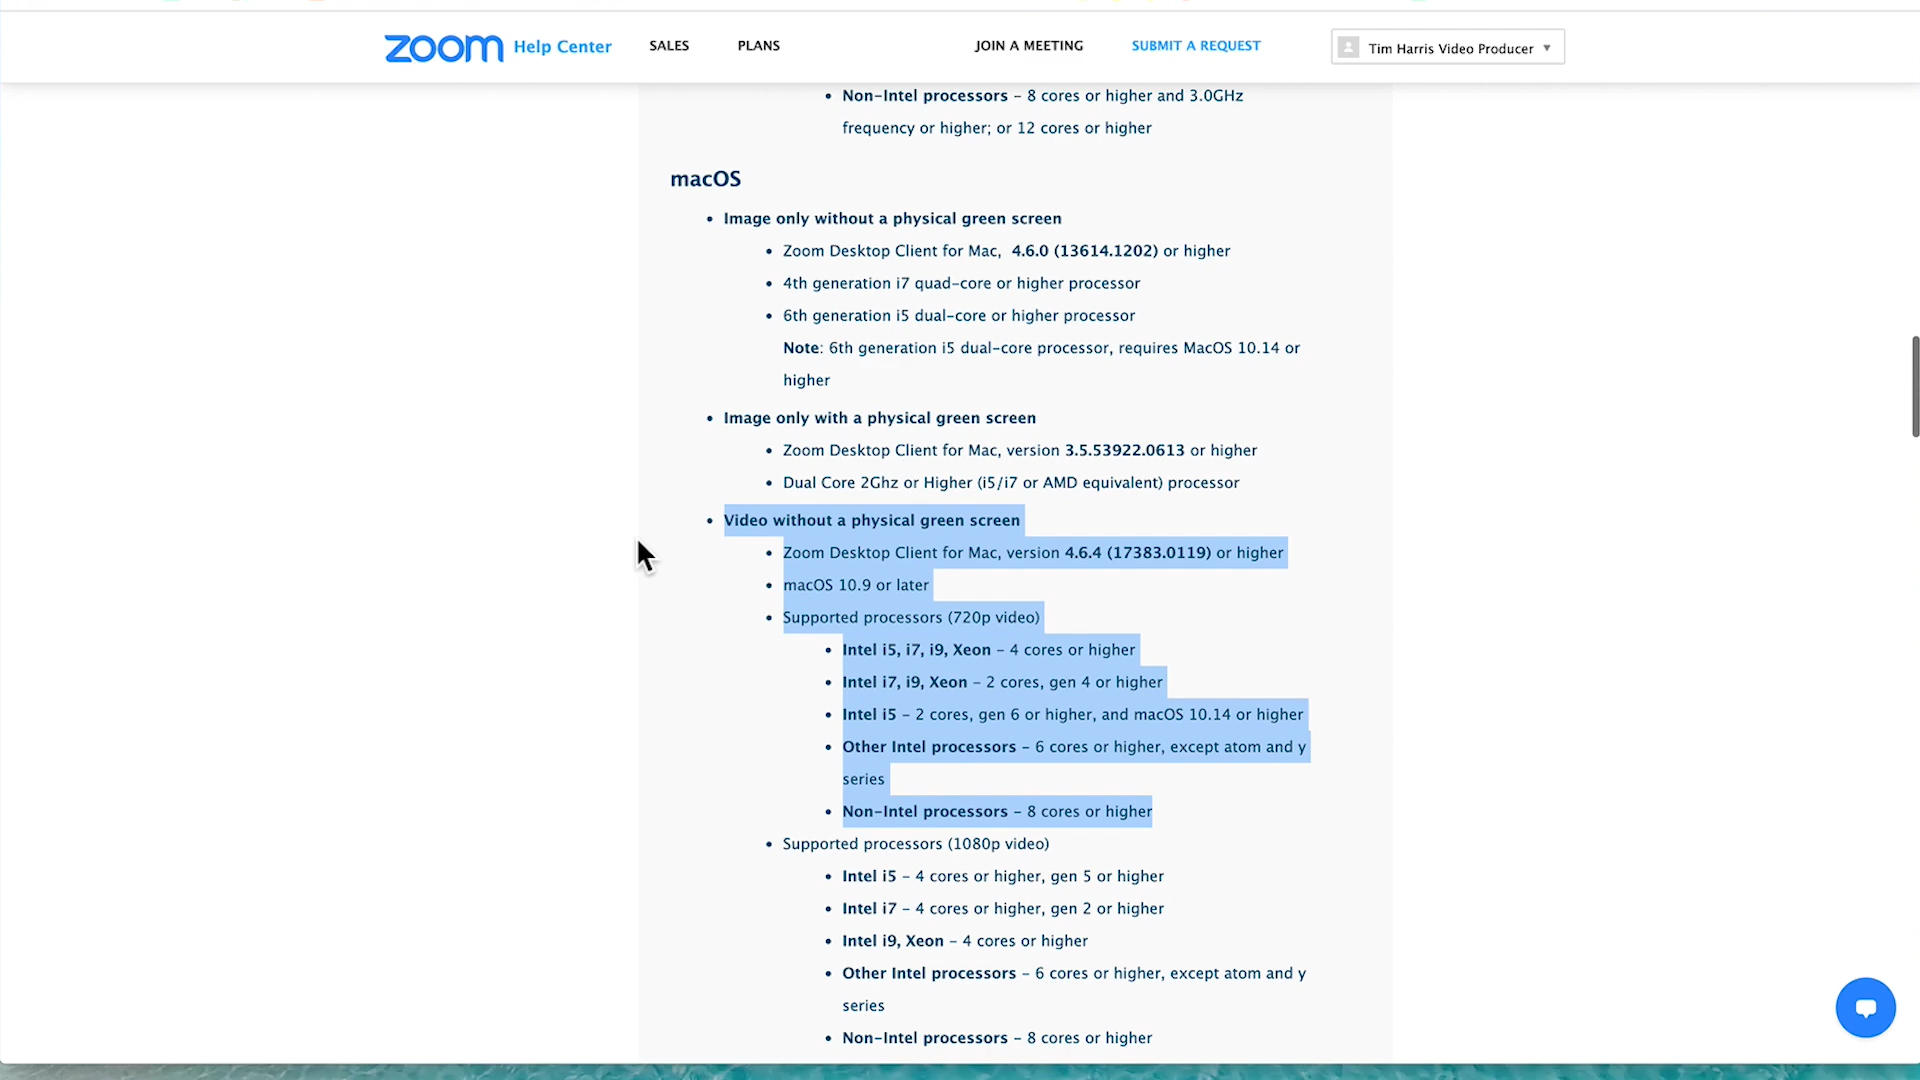 zoom Help Center SALES PLANS JOIN A MEETING SUBMIT A REQUEST Tim Harris Video Producer ▼
• Non-Intel processors – 8 cores or higher and 3.0GHz
frequency or higher; or 12 cores or higher
macOS
• Image only without a physical green screen
• Zoom Desktop Client for Mac, 4.6.0 (13614.1202) or higher
• 4th generation i7 quad-core or higher processor
• 6th generation i5 dual-core or higher processor
Note: 6th generation i5 dual-core processor, requires MacOS 10.14 or
higher
• Image only with a physical green screen
• Zoom Desktop Client for Mac, version 3.5.53922.0613 or higher
• Dual Core 2Ghz or Higher (i5/i7 or AMD equivalent) processor
• Video without a physical green screen
• Zoom Desktop Client for Mac, version 4.6.4 (17383.0119) or higher
• macOS 10.9 or later
• Supported processors (720p video)
• Intel i5, i7, i9, Xeon – 4 cores or higher
• Intel i7, i9, Xeon – 2 cores, gen 4 or higher
• Intel i5 – 2 cores, gen 6 or higher, and macOS 10.14 or higher
• Other Intel processors – 6 cores or higher, except atom and y
series
• Non-Intel processors – 8 cores or higher
• Supported processors (1080p video)
• Intel i5 – 4 cores or higher, gen 5 or higher
• Intel i7 – 4 cores or higher, gen 2 or higher
• Intel i9, Xeon – 4 cores or higher
• Other Intel processors – 6 cores or higher, except atom and y
series
• Non-Intel processors – 8 cores or higher